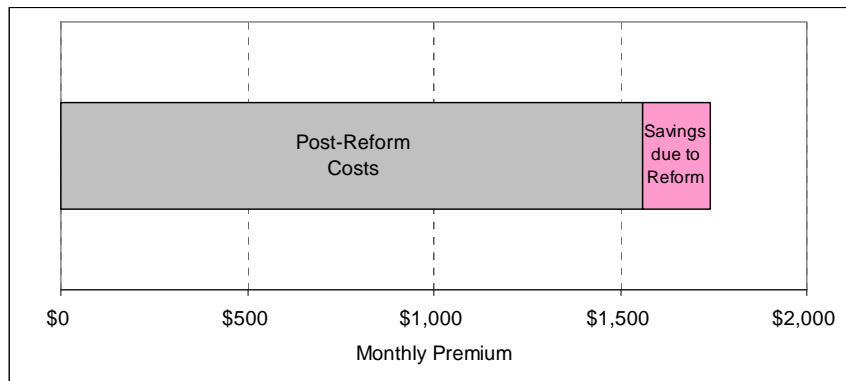 Post-Reform
Costs
Savings
due to
Reform
$0
$500
$1,000
$1,500
$2,000
Monthly Premium